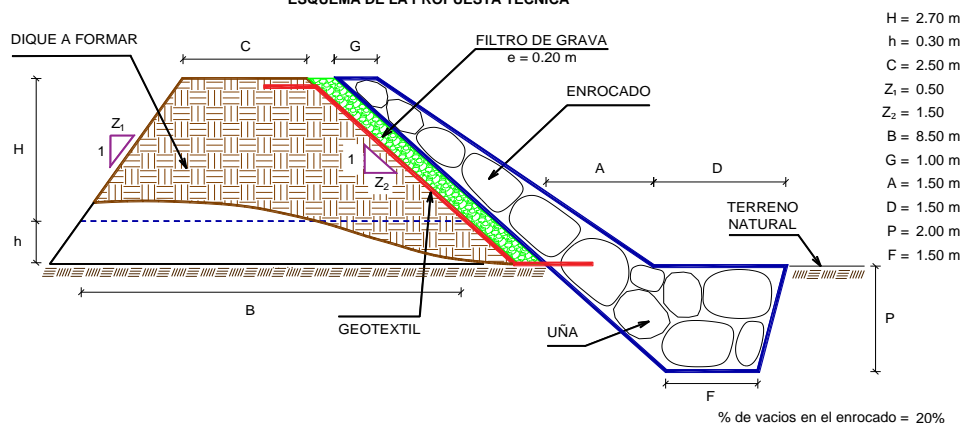 ESQUEMA DE LA PROPUESTA TECNICA
DIQUE A FORMAR
C
G
FILTRO DE GRAVA
e = 0.20 m
ENROCADO
H
Z₁
1
1
Z₂
A
D
TERRENO
NATURAL
h
B
GEOTEXTIL
UÑA
P
F
H = 2.70 m
h = 0.30 m
C = 2.50 m
Z₁ = 0.50
Z₂ = 1.50
B = 8.50 m
G = 1.00 m
A = 1.50 m
D = 1.50 m
P = 2.00 m
F = 1.50 m
% de vacios en el enrocado = 20%